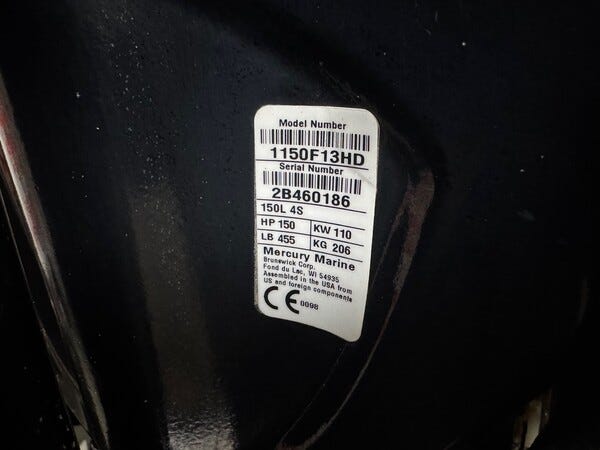 Model Number
1150F13HD
Serial Number
2B460186
150L 4S
HP 150 KW 110
LB 455 KG 206
Mercury Marine
Brunswick Corp.
Fond du Lac, WI 54935
Assembled in the USA from
US and foreign components
CE 0098